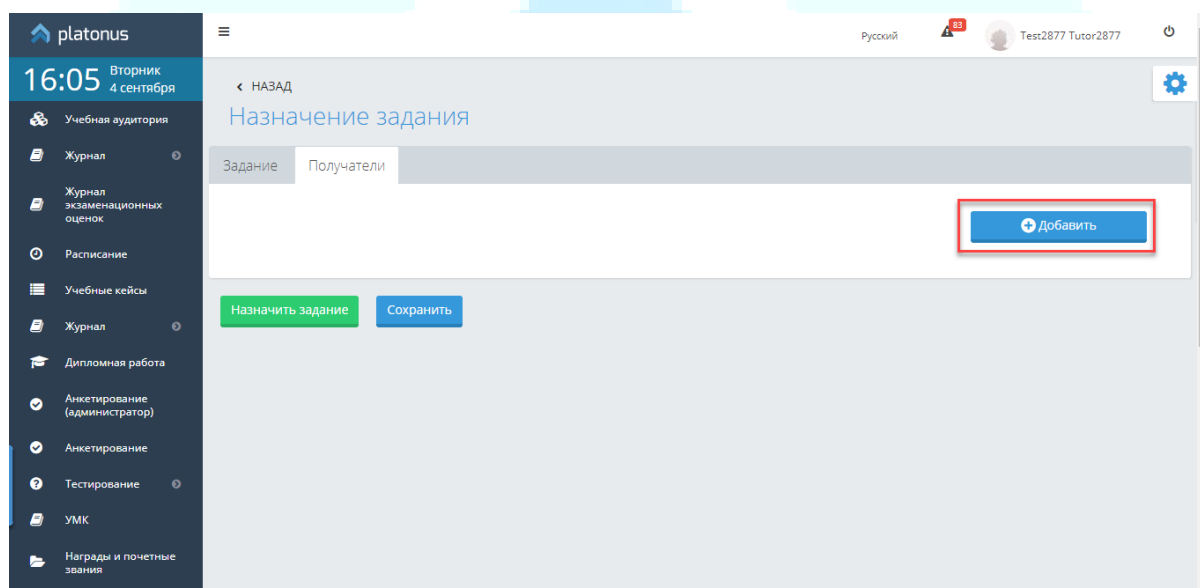 platonus
Русский
83
Test2877 Tutor2877
16:05
Вторник
4 сентября
Учебная аудитория
Журнал
Журнал
экзаменационных
оценок
Расписание
Учебные кейсы
Журнал
Дипломная работа
Анкетирование
(администратор)
Анкетирование
Тестирование
УМК
Награды и почетные
звания
НАЗАД
Назначение задания
Задание
Получатели
Добавить
Назначить задание
Сохранить